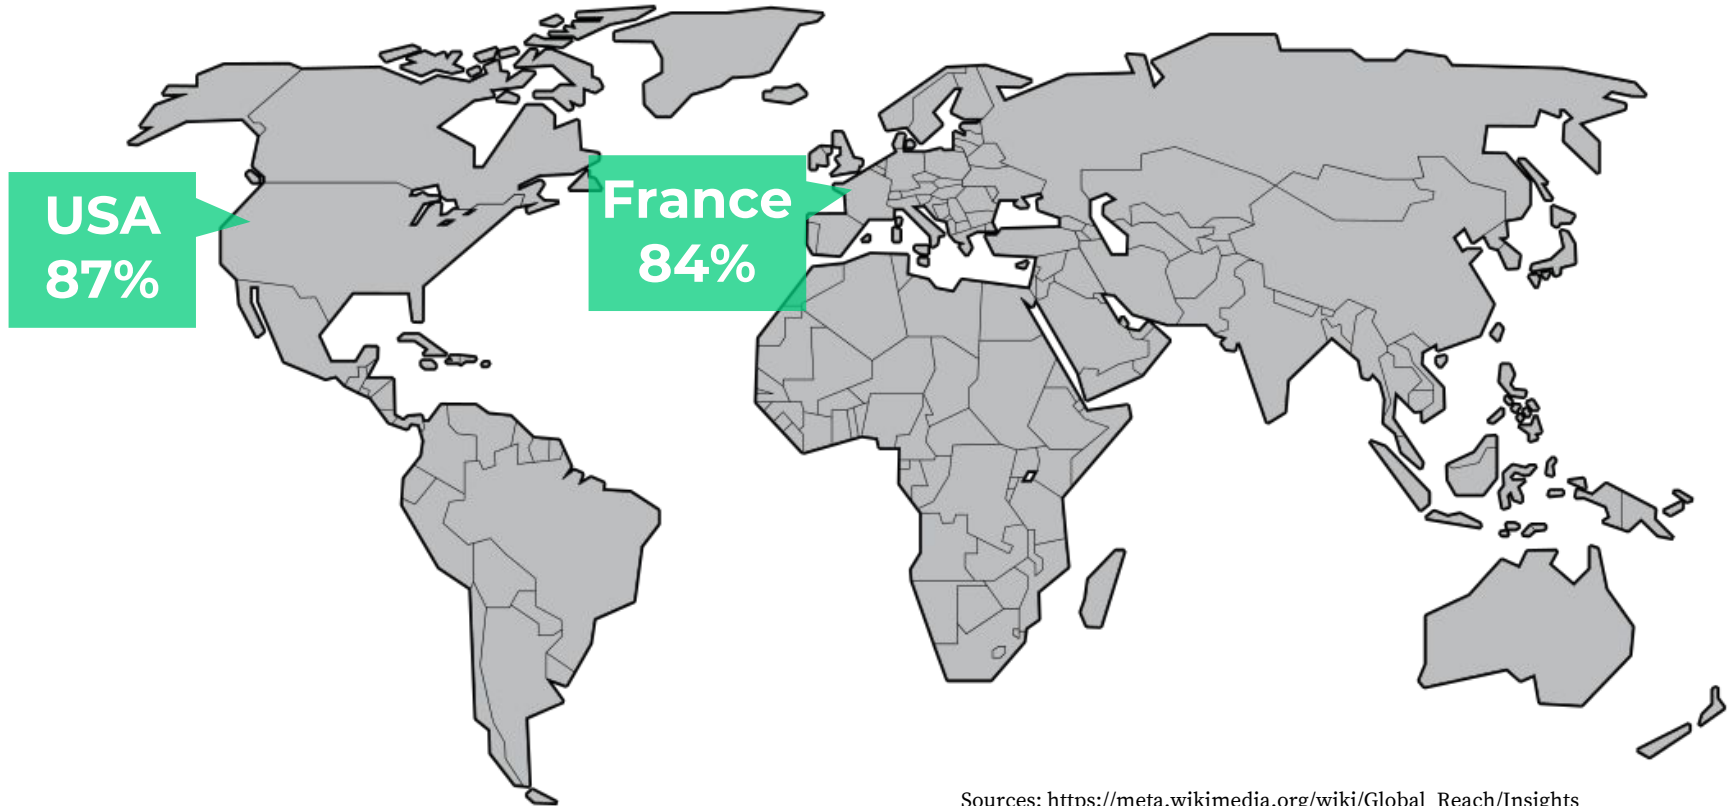 USA
87%
France
84%
Sources: https://meta.wikimedia.org/wiki/Global_Reach/Insights